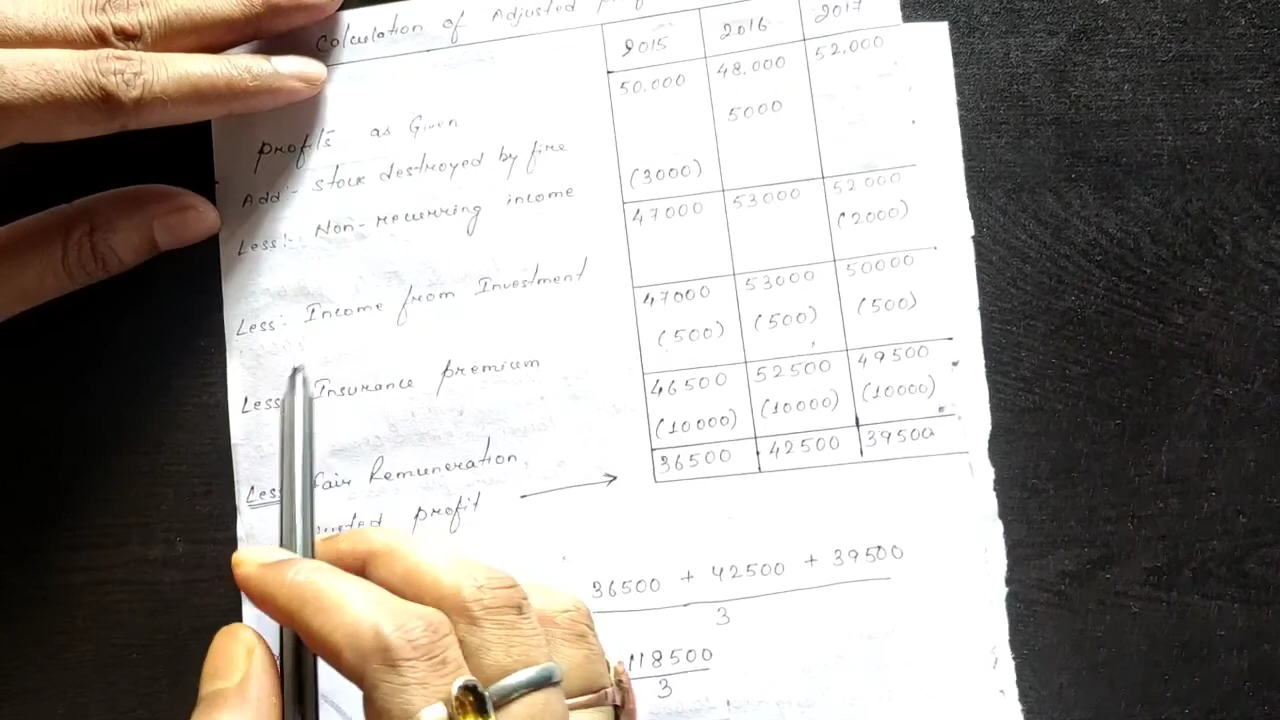 Calculation of Adjusted
2015 2016 2017
Profits as Given 50.000 48.000 52,000
Add:- Stock destroyed by fire 5000
Less:- Non-recurring income (3000)
47000 53000 52000
Less:- Income from Investment (2000)
47000 53000 50000
Less Insurance premium (500) (500) (500)
46500 52500 49500
Less Fair Remuneration (10000) (10000) (10000)
profit 36500 42500 39500
36500 + 42500 + 39500
3
118500
3